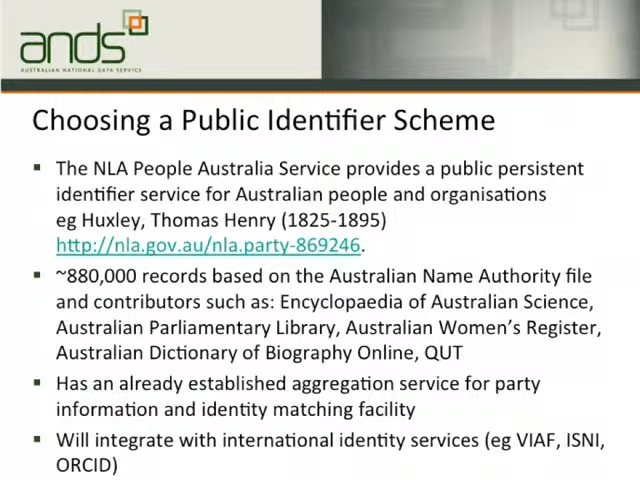 ands
AUSTRALIAN NATIONAL DATA SERVICE
Choosing a Public Identifier Scheme
▪ The NLA People Australia Service provides a public persistent
identifier service for Australian people and organisations
eg Huxley, Thomas Henry (1825-1895)
http://nla.gov.au/nla.party-869246.
▪ ~880,000 records based on the Australian Name Authority file
and contributors such as: Encyclopaedia of Australian Science,
Australian Parliamentary Library, Australian Women's Register,
Australian Dictionary of Biography Online, QUT
▪ Has an already established aggregation service for party
information and identity matching facility
▪ Will integrate with international identity services (eg VIAF, ISNI,
ORCID)